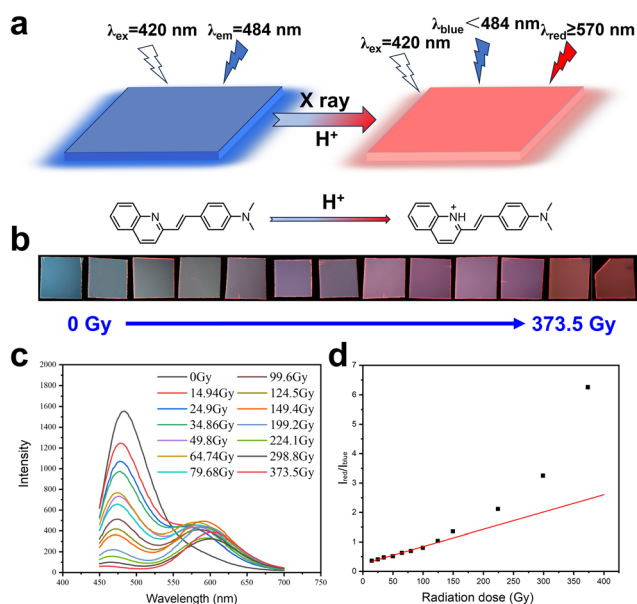 a
λex=420 nm λem=484 nm
λex=420 nm λblue<484 nm λred≥570 nm
X ray
H+
H+
N N
+NH N
b
0 Gy 373.5 Gy
c
Intensity
2000
1800
1600
1400
1200
1000
800
600
400
200
0
0Gy 99.6Gy
14.94Gy 124.5Gy
24.9Gy 149.4Gy
34.86Gy 199.2Gy
49.8Gy 224.1Gy
64.74Gy 298.8Gy
79.68Gy 373.5Gy
400 450 500 550 600 650 700 750
Wavelength (nm)
d
Ired/Iblue
7
6
5
4
3
2
1
0
0 50 100 150 200 250 300 350 400
Radiation dose (Gy)